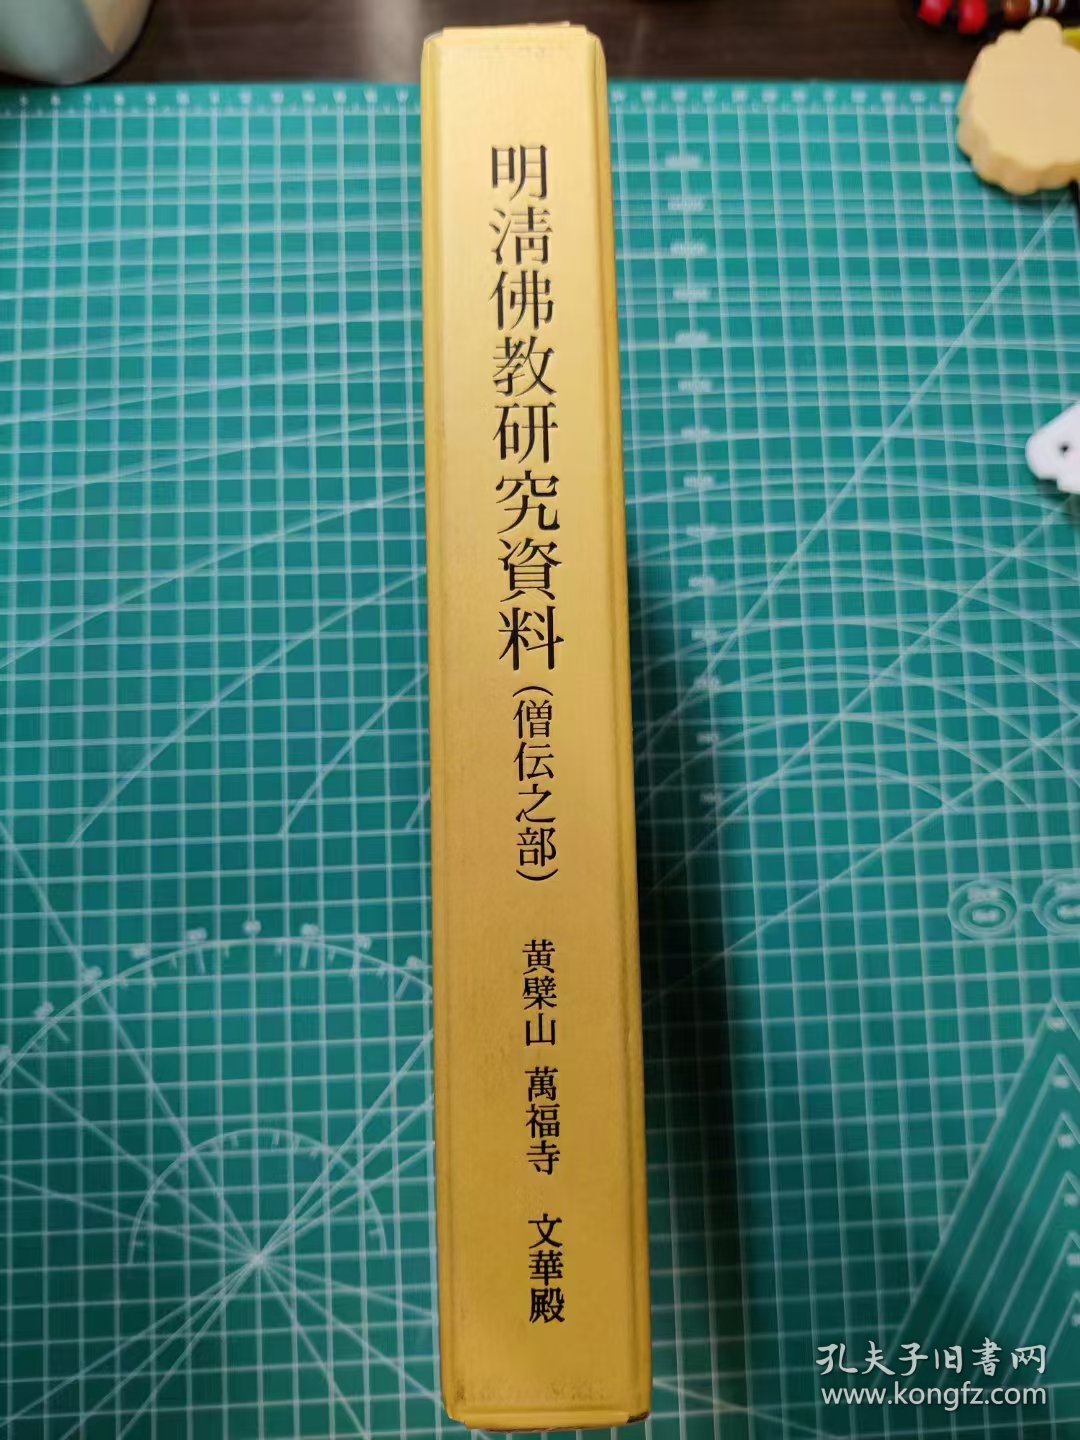 明淸佛教研究資料(僧伝之部)　黄檗山　萬福寺　文華殿
孔夫子旧書网
www.kongfz.com